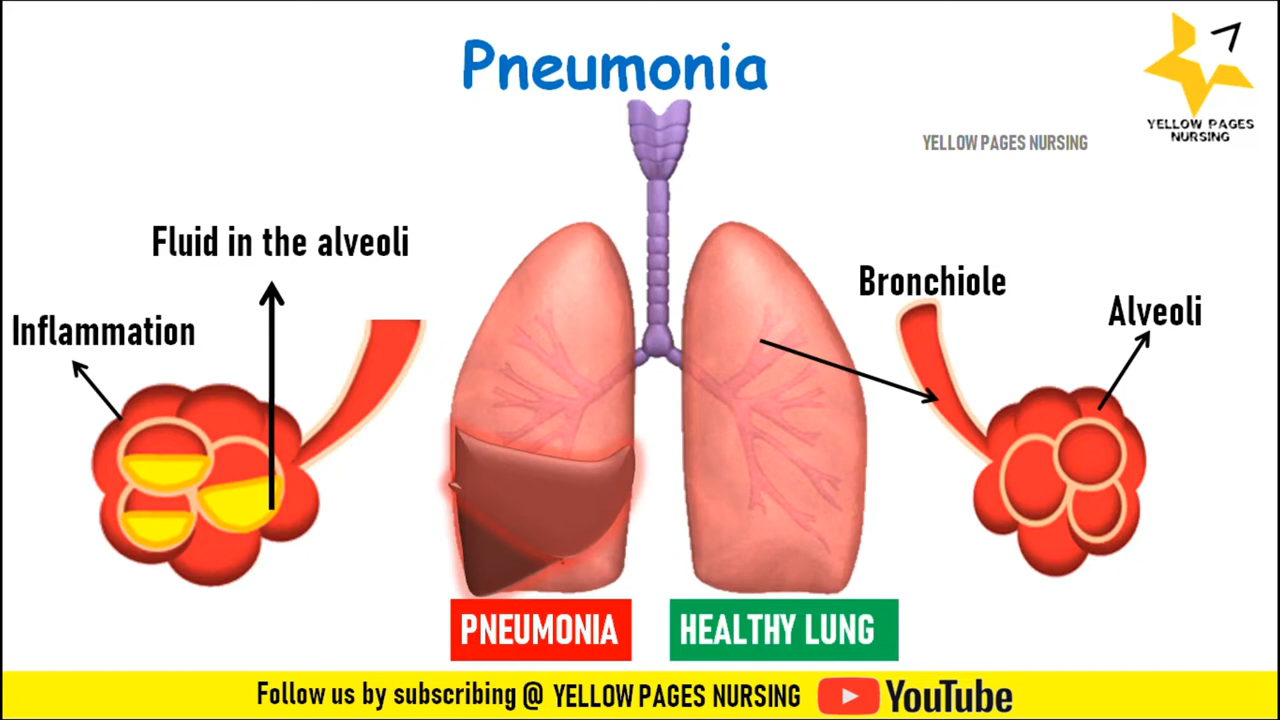 Pneumonia
YELLOW PAGES
NURSING
YELLOW PAGES NURSING
Fluid in the alveoli
Inflammation
Bronchiole
Alveoli
PNEUMONIA
HEALTHY LUNG
Follow us by subscribing @ YELLOW PAGES NURSING YouTube